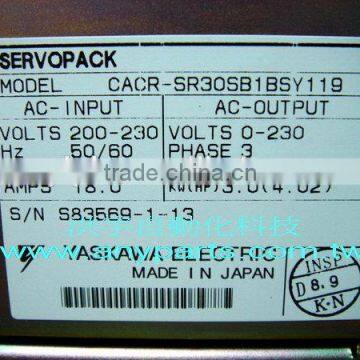 SERVOPACK
MODEL CACR-SR30SB1BSY119
AC-INPUT AC-OUTPUT
VOLTS 200-230 VOLTS 0-230
Hz 50/60 PHASE 3
AMPS 18.0 kW(HP)3.0(4.02)
S/N S83569-1-13
YASKAWA ELECTRIC
MADE IN JAPAN
INSP
D 8.9
K.N